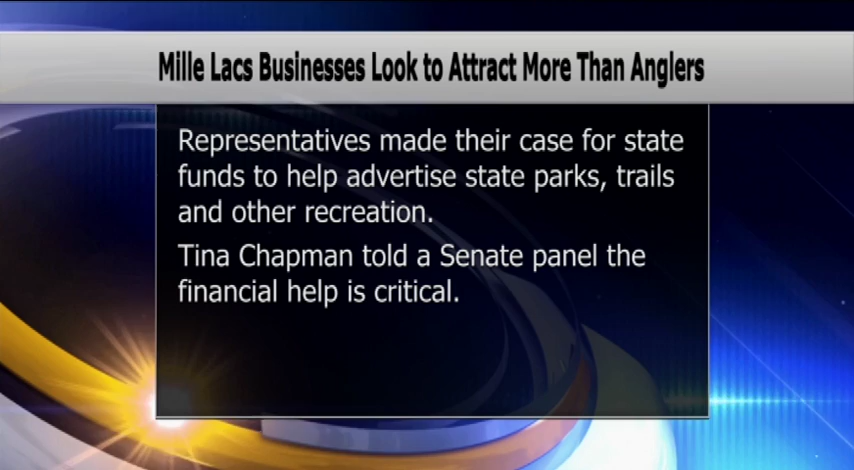 Mille Lacs Businesses Look to Attract More Than Anglers
Representatives made their case for state
funds to help advertise state parks, trails
and other recreation.
Tina Chapman told a Senate panel the
financial help is critical.